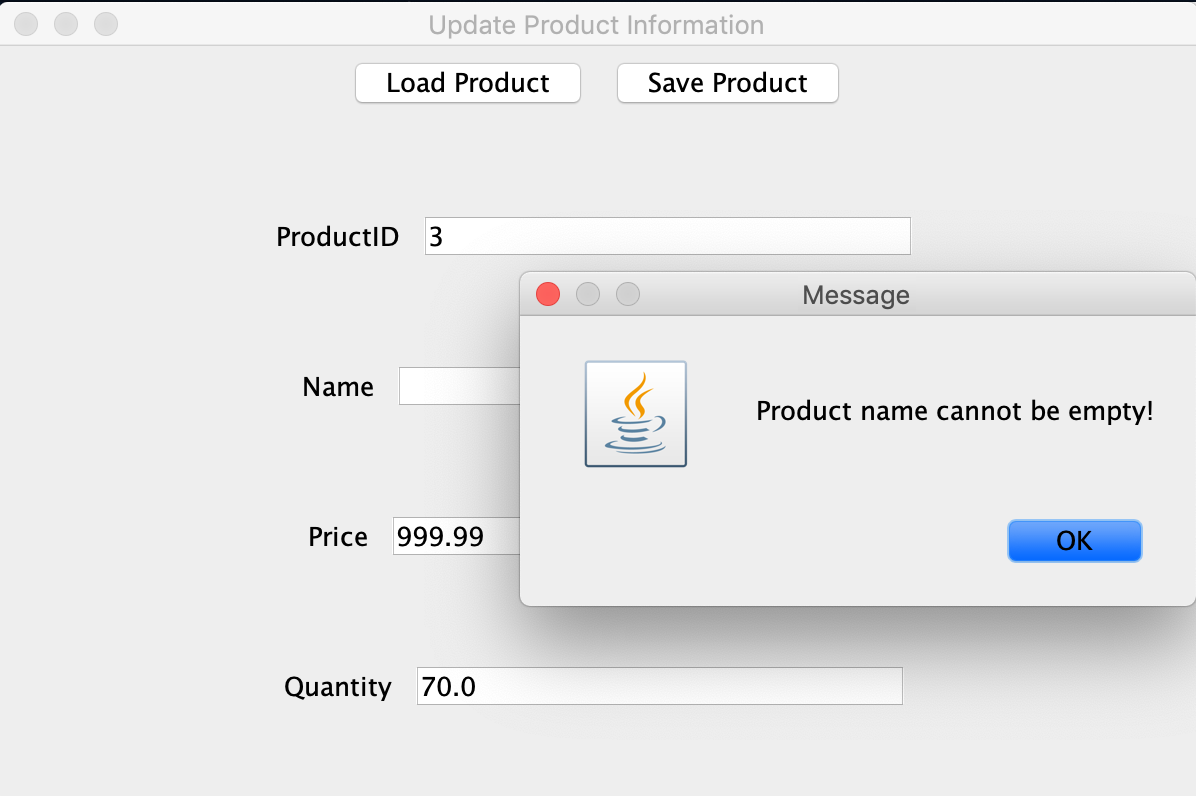 Update Product Information
Load Product Save Product
ProductID 3
Message
Name
Product name cannot be empty!
Price 999.99
OK
Quantity 70.0